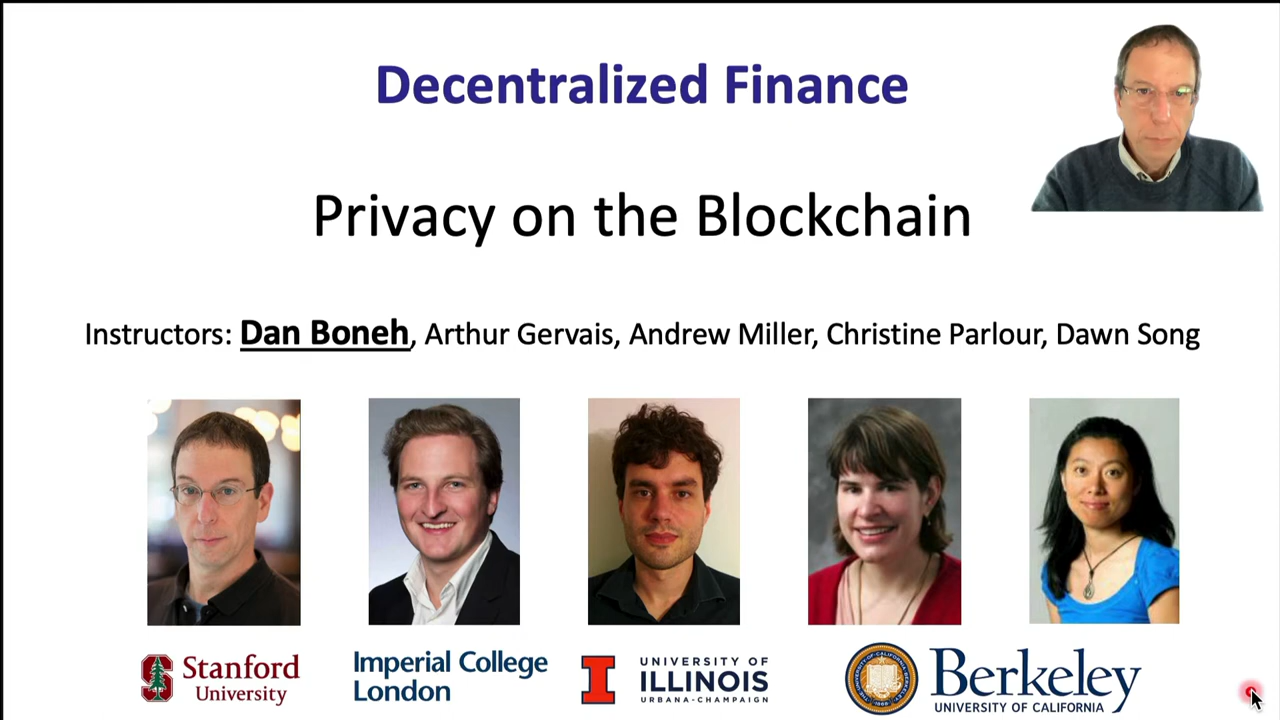 Decentralized Finance
Privacy on the Blockchain
Instructors: Dan Boneh, Arthur Gervais, Andrew Miller, Christine Parlour, Dawn Song
Stanford
University
Imperial College
London
UNIVERSITY OF
ILLINOIS
URBANA-CHAMPAIGN
Berkeley
UNIVERSITY OF CALIFORNIA